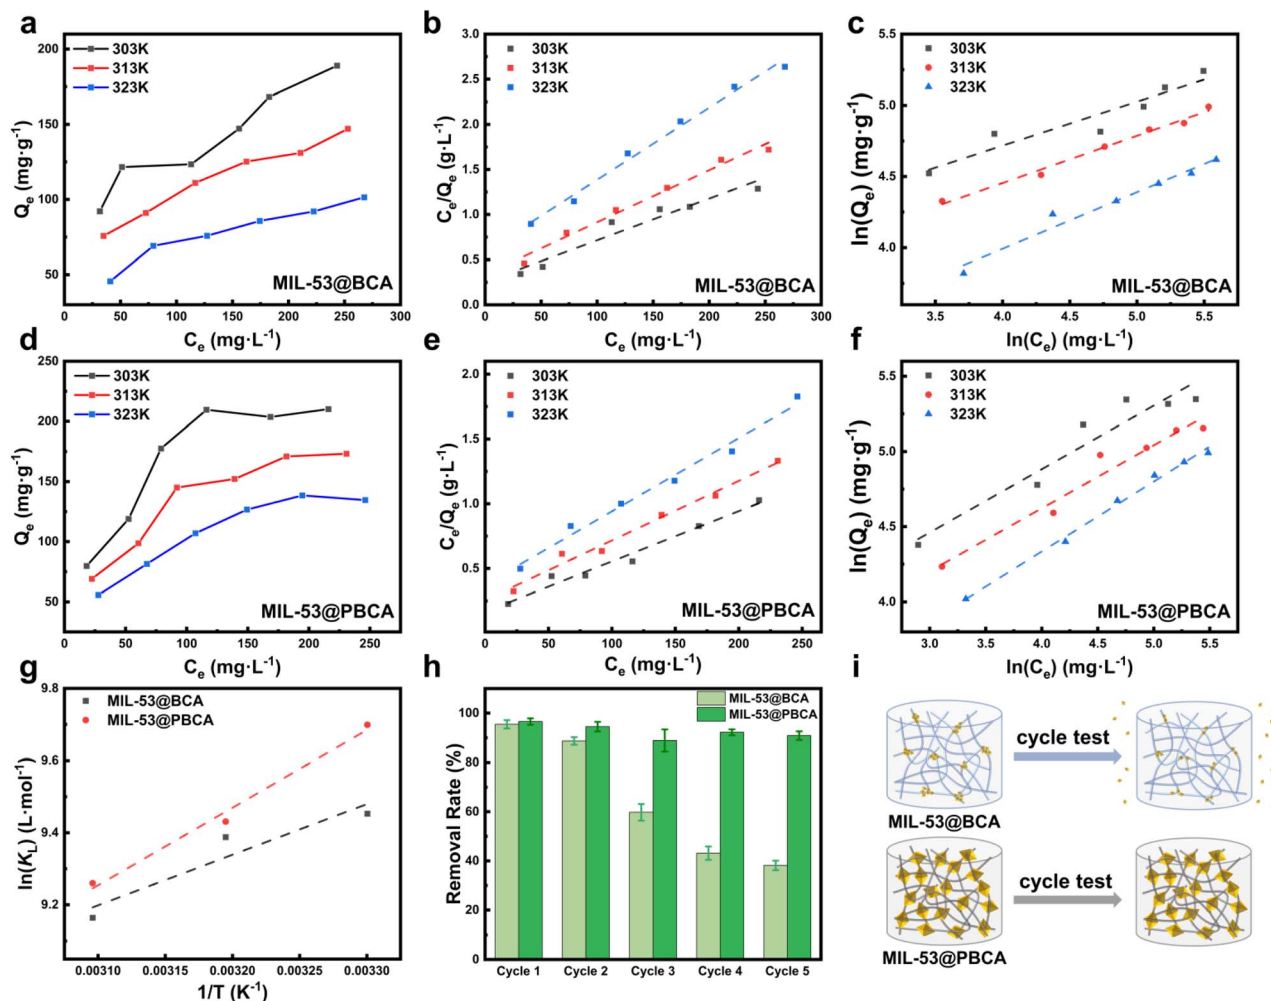 a
200
150
100
50
0 50 100 150 200 250 300
Qₑ (mg·g⁻¹)
Cₑ (mg·L⁻¹)
303K
313K
323K
MIL-53@BCA
b
3.0
2.5
2.0
1.5
1.0
0.5
0.0
0 50 100 150 200 250 300
Cₑ/Qₑ (g·L⁻¹)
Cₑ (mg·L⁻¹)
303K
313K
323K
MIL-53@BCA
c
5.5
5.0
4.5
4.0
3.5 4.0 4.5 5.0 5.5
ln(Qₑ) (mg·g⁻¹)
ln(Cₑ) (mg·L⁻¹)
303K
313K
323K
MIL-53@BCA
d
250
200
150
100
50
0 50 100 150 200 250
Qₑ (mg·g⁻¹)
Cₑ (mg·L⁻¹)
303K
313K
323K
MIL-53@PBCA
e
2.0
1.5
1.0
0.5
0 50 100 150 200 250
Cₑ/Qₑ (g·L⁻¹)
Cₑ (mg·L⁻¹)
303K
313K
323K
MIL-53@PBCA
f
5.5
5.0
4.5
4.0
3.0 3.5 4.0 4.5 5.0 5.5
ln(Qₑ) (mg·g⁻¹)
ln(Cₑ) (mg·L⁻¹)
303K
313K
323K
MIL-53@PBCA
g
9.8
9.6
9.4
9.2
0.00310 0.00315 0.00320 0.00325 0.00330
ln(K_L) (L·mol⁻¹)
1/T (K⁻¹)
MIL-53@BCA
MIL-53@PBCA
h
100
80
60
40
20
0
Cycle 1 Cycle 2 Cycle 3 Cycle 4 Cycle 5
Removal Rate (%)
MIL-53@BCA
MIL-53@PBCA
i
cycle test
MIL-53@BCA
cycle test
MIL-53@PBCA